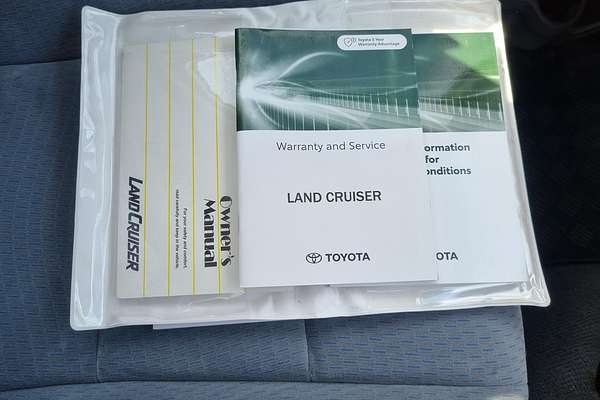 LAND CRUISER
Owner's
Manual
For your safety and comfort,
read carefully and keep in the vehicle.
Toyota 5 Year
Warranty Advantage
Warranty and Service
LAND CRUISER
TOYOTA
ormation
for
onditions
OTA